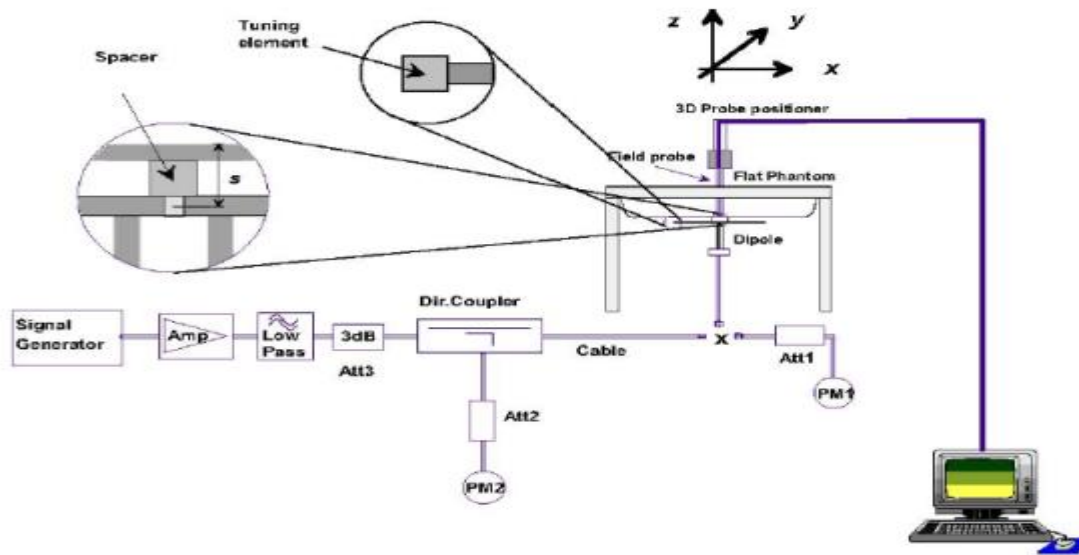 Tuning
element
Spacer
s
z
y
x
3D Probe positioner
Field probe
Flat Phantom
Dipole
Signal
Generator
Amp
Low
Pass
3dB
Att3
Dir.Coupler
Cable
x
Att1
PM1
Att2
PM2